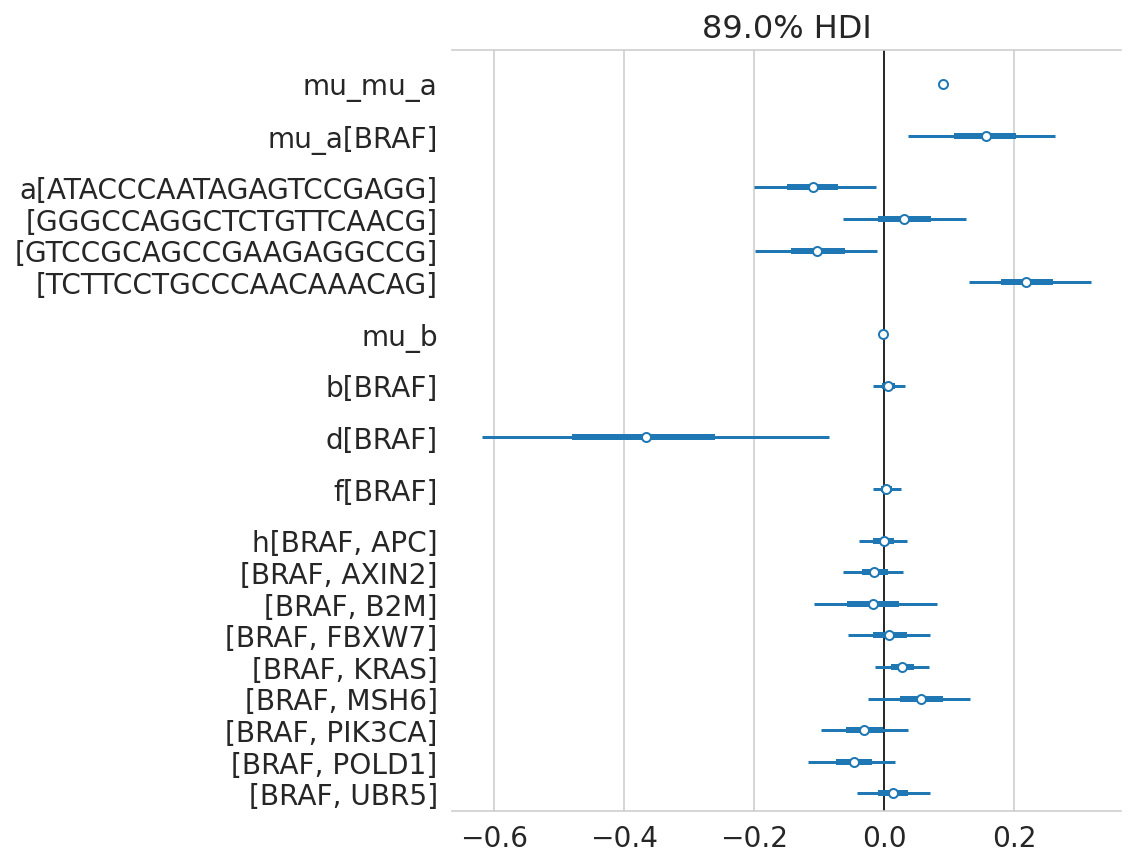 89.0% HDI
mu_mu_a
mu_a[BRAF]
a[ATACCCAATAGAGTCCGAGG]
[GGGCCAGGCTCTGTTCAACG]
[GTCCGCAGCCGAAGAGGCCG]
[TCTTCCTGCCCAACAAACAG]
mu_b
b[BRAF]
d[BRAF]
f[BRAF]
h[BRAF, APC]
[BRAF, AXIN2]
[BRAF, B2M]
[BRAF, FBXW7]
[BRAF, KRAS]
[BRAF, MSH6]
[BRAF, PIK3CA]
[BRAF, POLD1]
[BRAF, UBR5]
−0.6 −0.4 −0.2 0.0 0.2